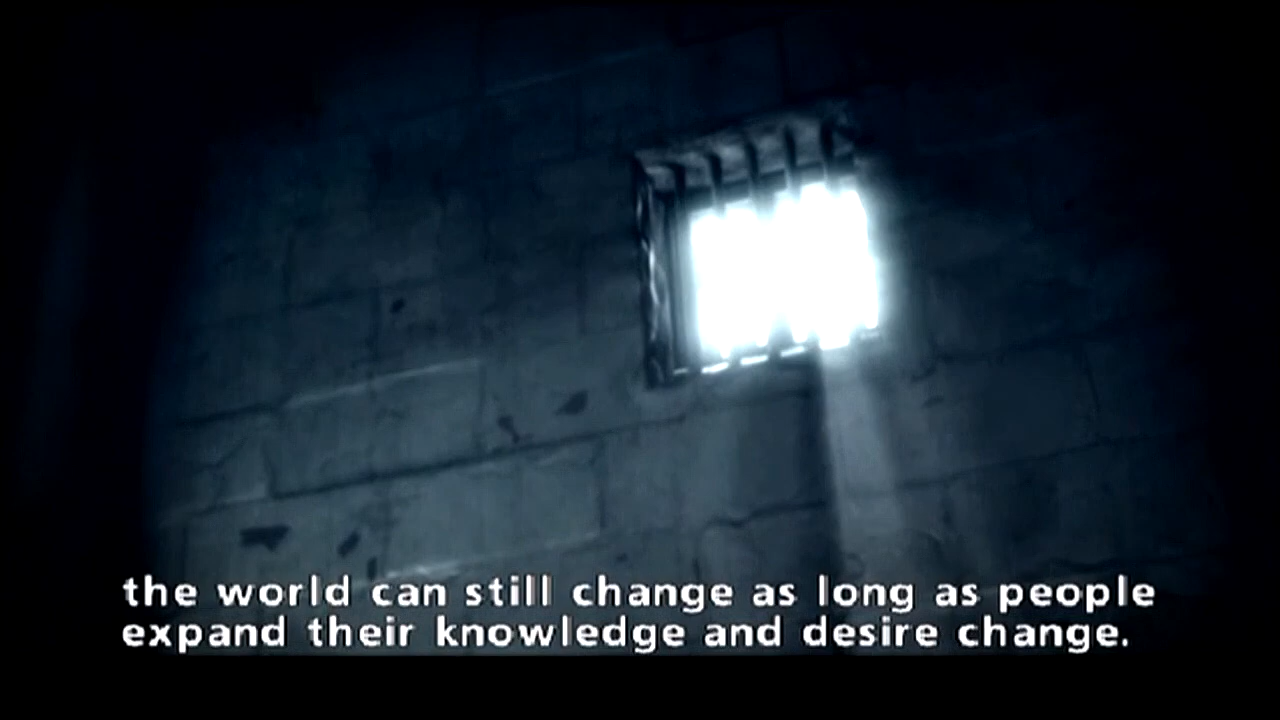 the world can still change as long as people
expand their knowledge and desire change.